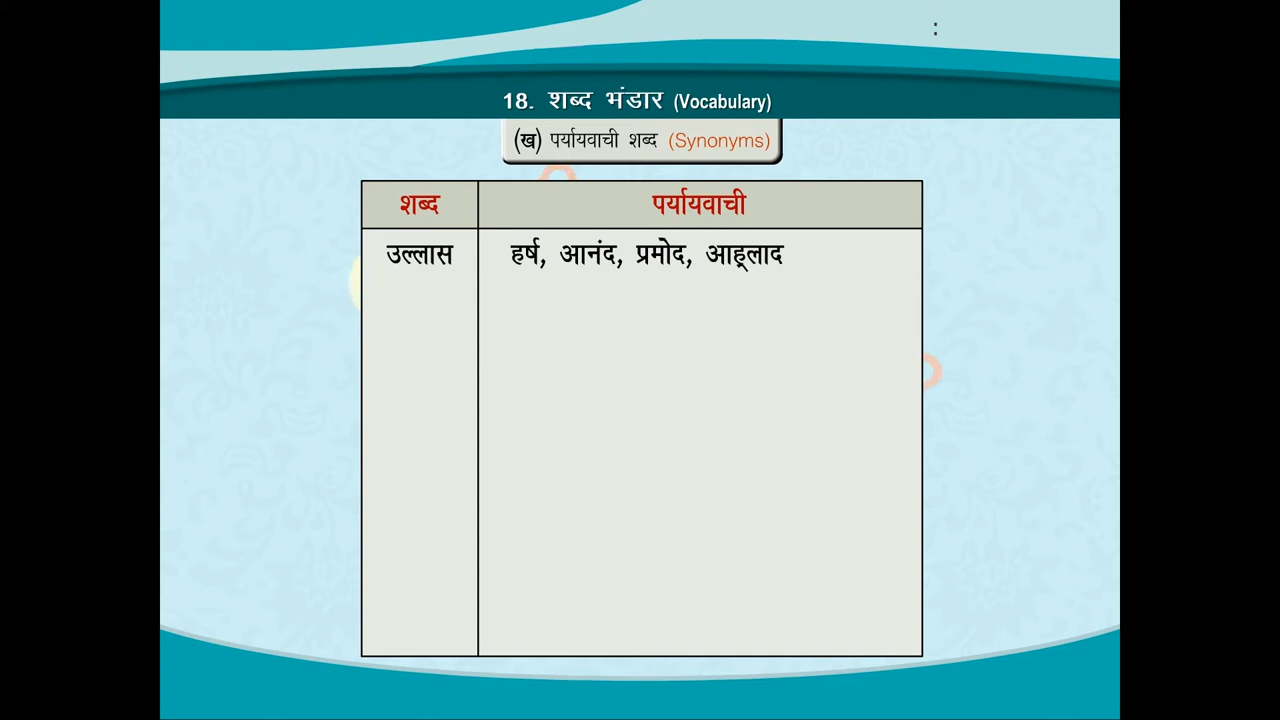 :
18. शब्द भंडार (Vocabulary)
(ख) पर्यायवाची शब्द (Synonyms)
शब्द पर्यायवाची
उल्लास हर्ष, आनंद, प्रमोद, आह्‌लाद